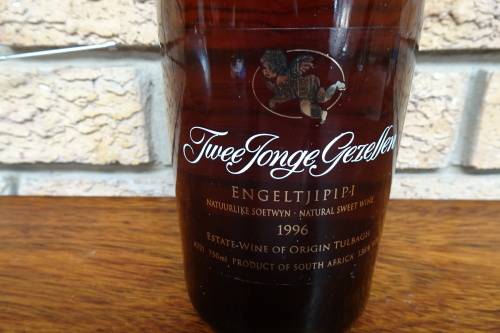 Twee Jonge Gezellen
ENGELTJIPIPI
NATUURLIKE SOETWYN - NATURAL SWEET WINE
1996
ESTATE-WINE OF ORIGIN TULBAGH
750ml PRODUCT OF SOUTH AFRICA